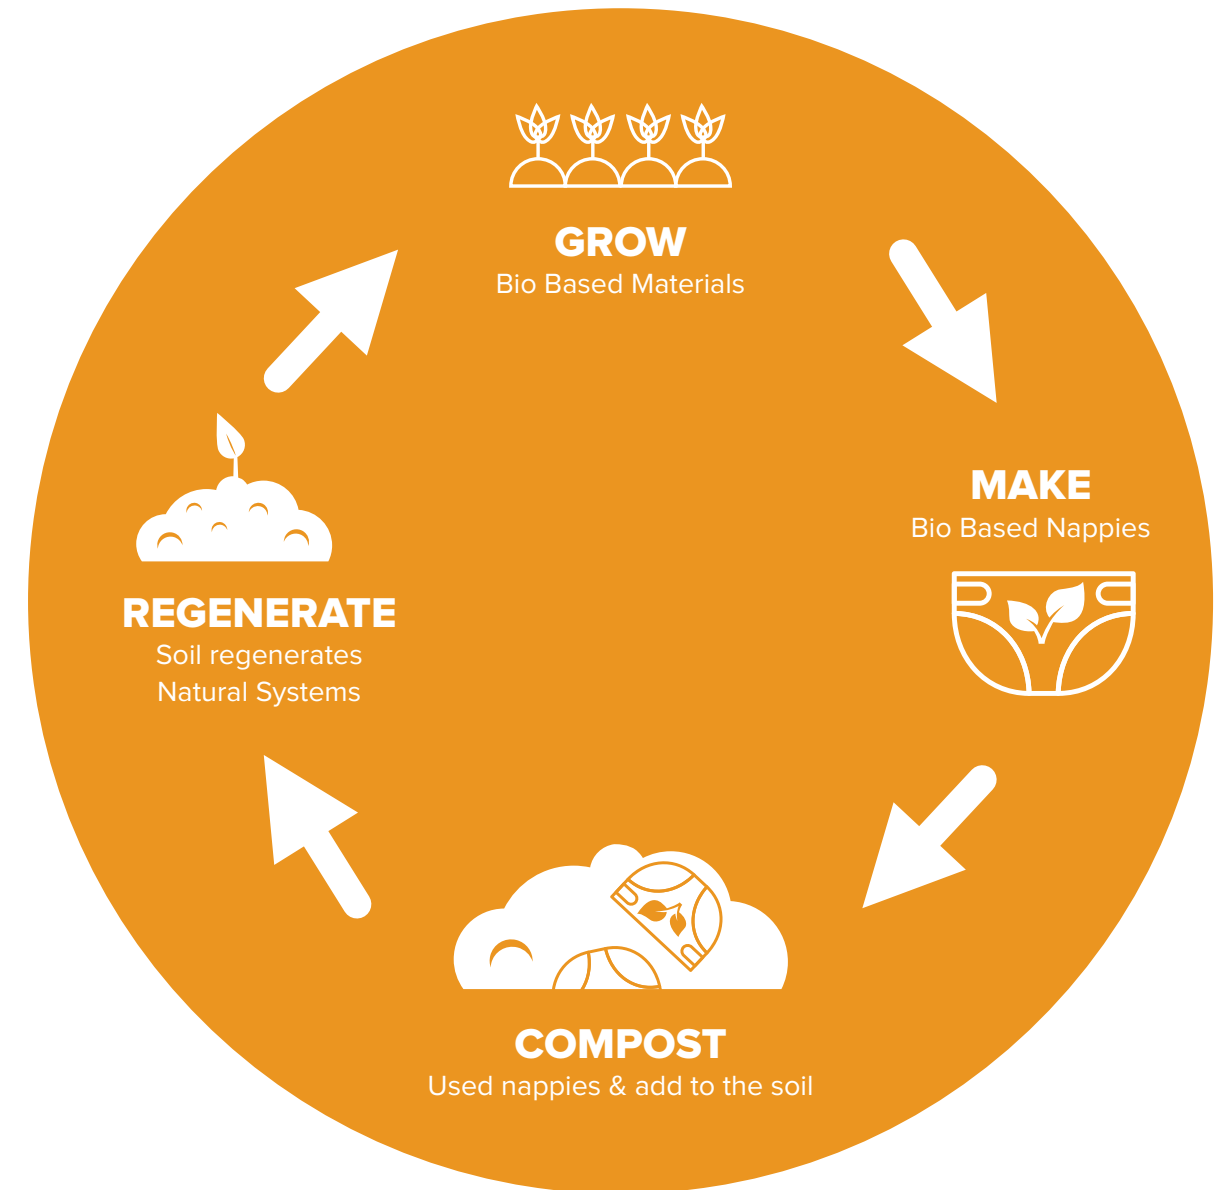 GROW
Bio Based Materials
MAKE
Bio Based Nappies
COMPOST
Used nappies & add to the soil
REGENERATE
Soil regenerates
Natural Systems